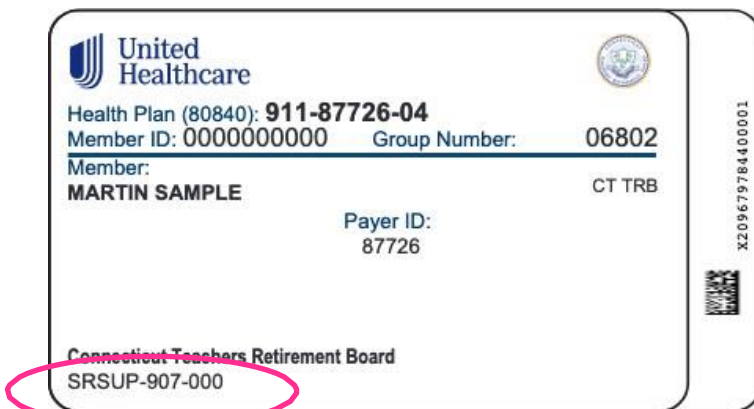 United
Healthcare
Health Plan (80840): 911-87726-04
Member ID: 0000000000 Group Number: 06802
Member:
MARTIN SAMPLE
CT TRB
Payer ID:
87726
Connecticut Teachers Retirement Board
SRSUP-907-000
X209679784400001